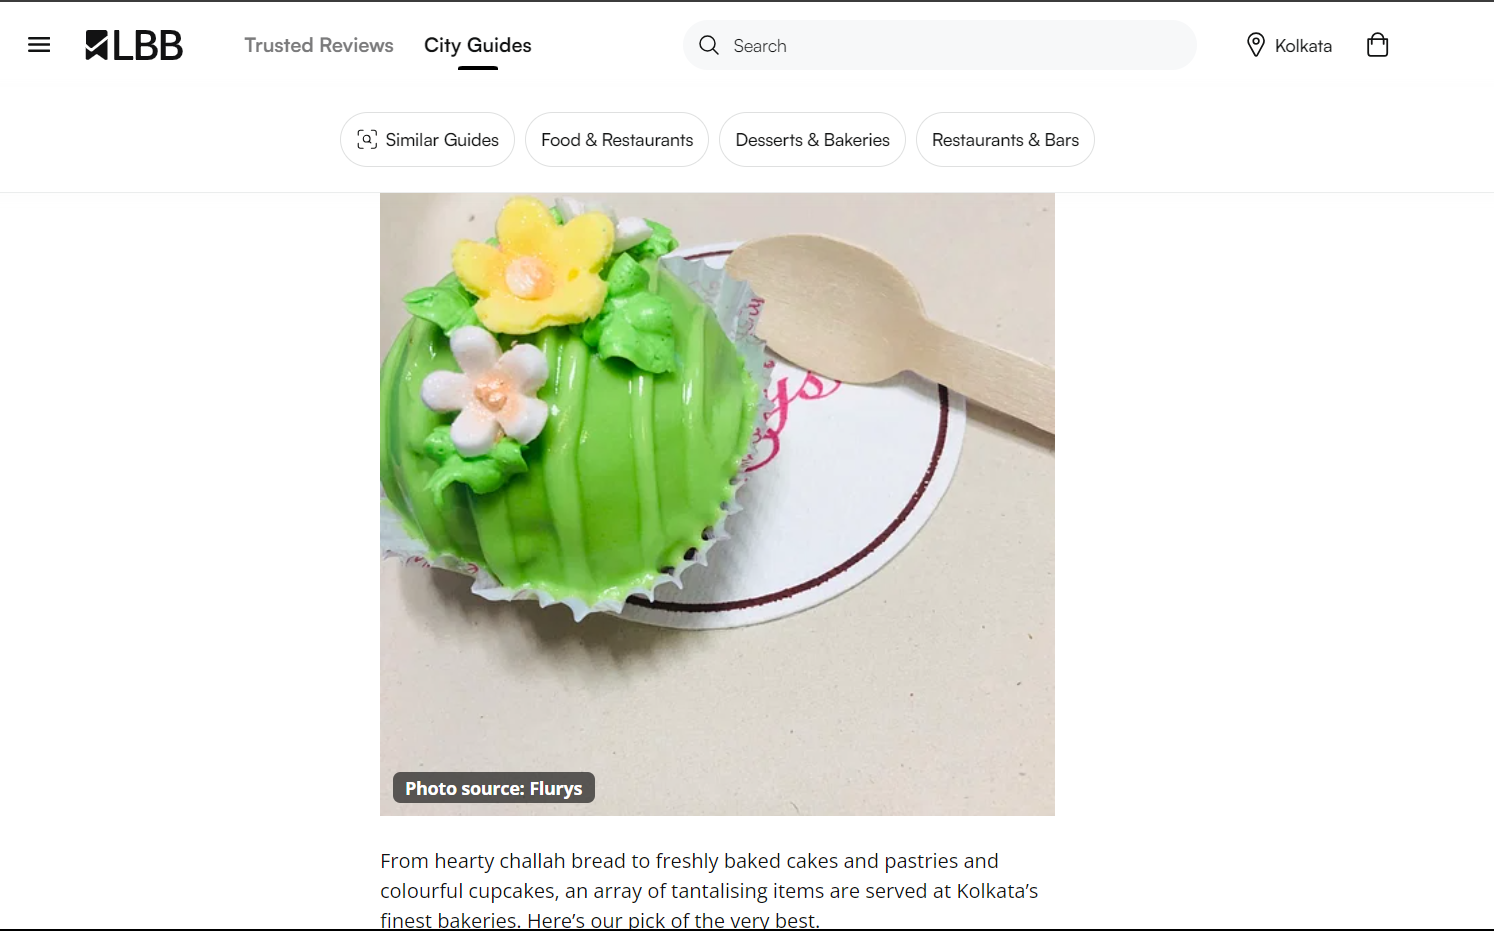 LBB
Trusted Reviews
City Guides
Search
Kolkata
Similar Guides
Food & Restaurants
Desserts & Bakeries
Restaurants & Bars
ys
Photo source: Flurys
From hearty challah bread to freshly baked cakes and pastries and
colourful cupcakes, an array of tantalising items are served at Kolkata’s
finest bakeries. Here’s our pick of the very best.